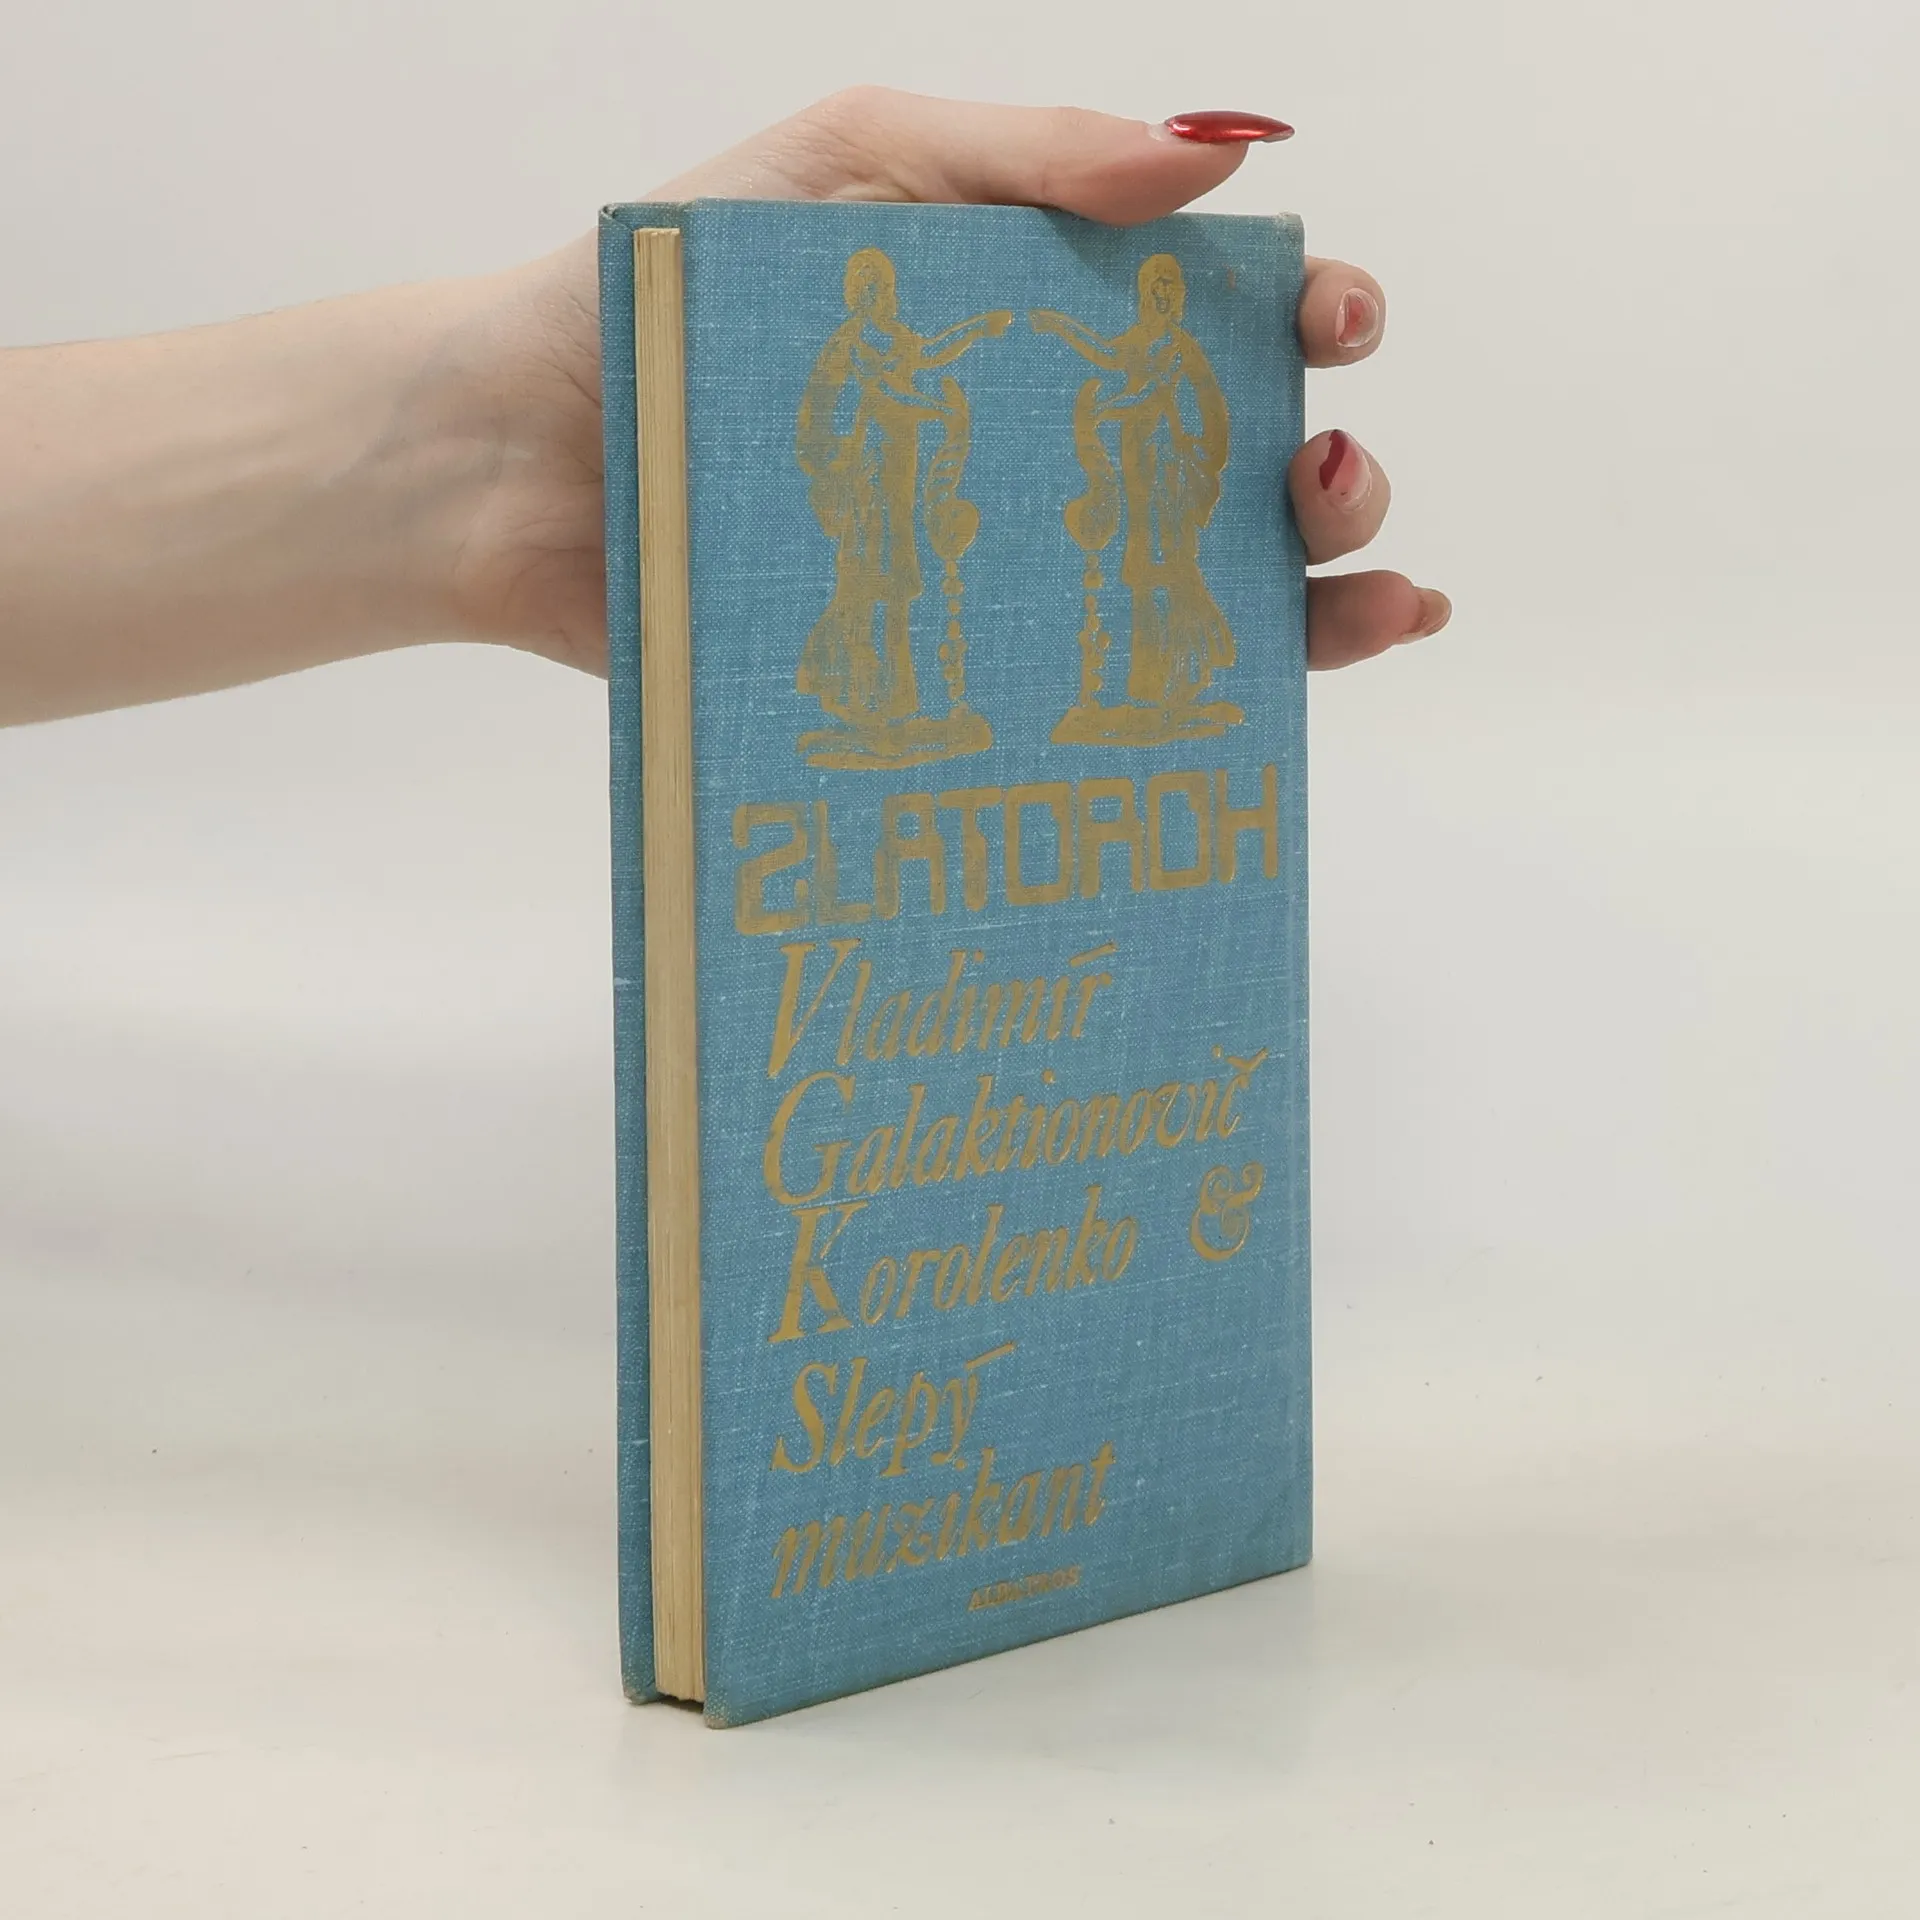 ZLATOROH
Vladimír
Galaktionovič
Korolenko &
Slepý
muzikant
ALBATROS